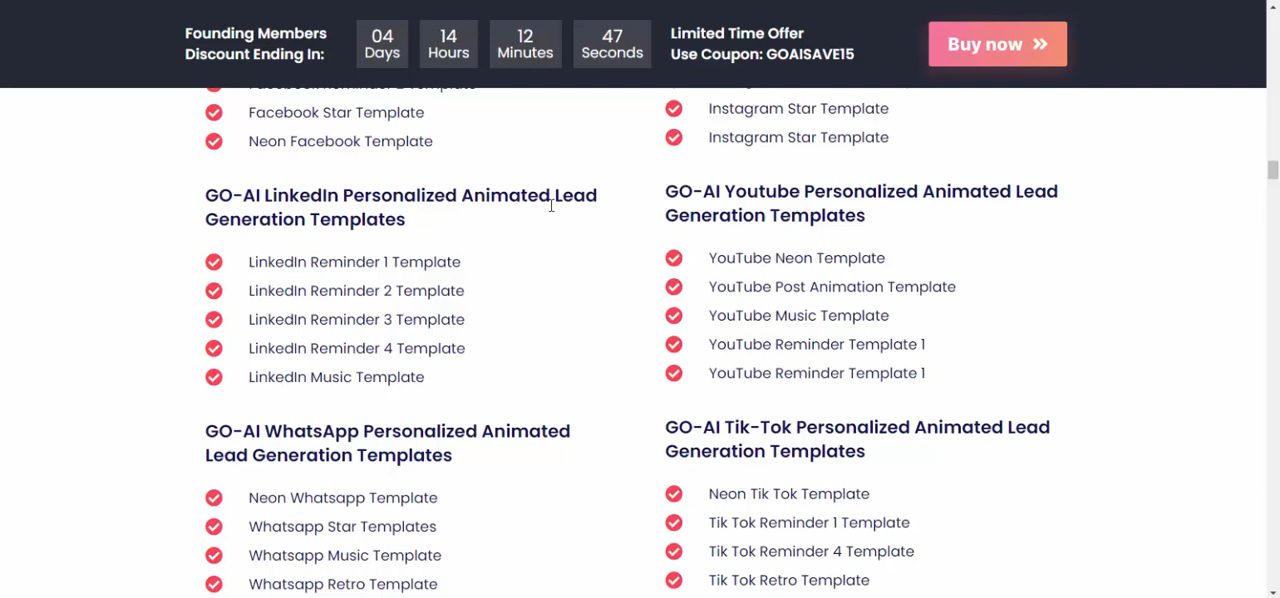 Founding Members
Discount Ending In:
04
Days
14
Hours
12
Minutes
47
Seconds
Limited Time Offer
Use Coupon: GOAISAVE15
Buy now »
Facebook Star Template
Neon Facebook Template
Instagram Star Template
Instagram Star Template
GO-AI LinkedIn Personalized Animated Lead
Generation Templates
LinkedIn Reminder 1 Template
LinkedIn Reminder 2 Template
LinkedIn Reminder 3 Template
LinkedIn Reminder 4 Template
LinkedIn Music Template
GO-AI Youtube Personalized Animated Lead
Generation Templates
YouTube Neon Template
YouTube Post Animation Template
YouTube Music Template
YouTube Reminder Template 1
YouTube Reminder Template 1
GO-AI WhatsApp Personalized Animated
Lead Generation Templates
Neon Whatsapp Template
Whatsapp Star Templates
Whatsapp Music Template
Whatsapp Retro Template
GO-AI Tik-Tok Personalized Animated Lead
Generation Templates
Neon Tik Tok Template
Tik Tok Reminder 1 Template
Tik Tok Reminder 4 Template
Tik Tok Retro Template